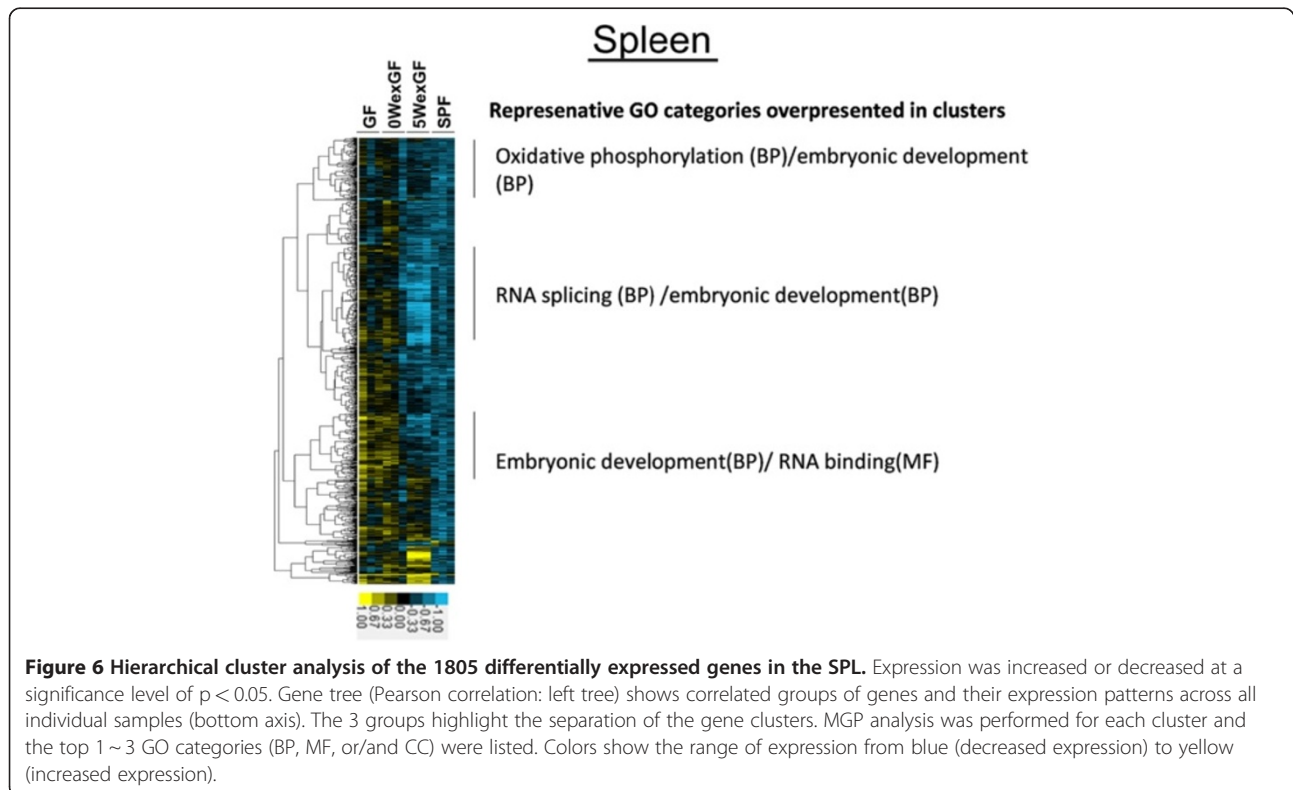 Spleen
GF
0WexGF
5WexGF
SPF
Represenative GO categories overpresented in clusters
Oxidative phosphorylation (BP)/embryonic development
(BP)
RNA splicing (BP) /embryonic development(BP)
Embryonic development(BP)/ RNA binding(MF)
1.00
0.67
0.33
0.00
-0.33
-0.67
-1.00
Figure 6 Hierarchical cluster analysis of the 1805 differentially expressed genes in the SPL. Expression was increased or decreased at a
significance level of p < 0.05. Gene tree (Pearson correlation: left tree) shows correlated groups of genes and their expression patterns across all
individual samples (bottom axis). The 3 groups highlight the separation of the gene clusters. MGP analysis was performed for each cluster and
the top 1 ~ 3 GO categories (BP, MF, or/and CC) were listed. Colors show the range of expression from blue (decreased expression) to yellow
(increased expression).